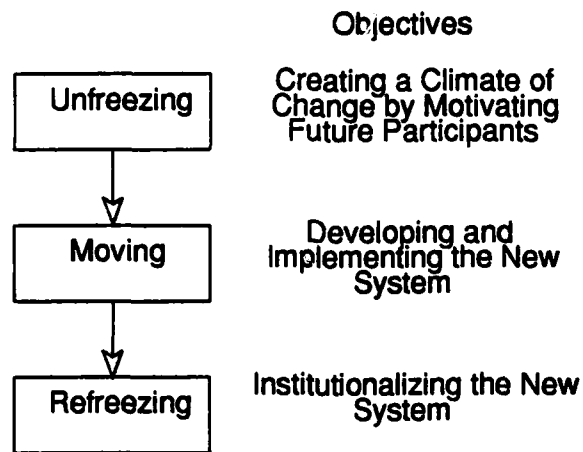 Objectives
Unfreezing
Creating a Climate of
Change by Motivating
Future Participants
Moving
Developing and
Implementing the New
System
Refreezing
Institutionalizing the New
System